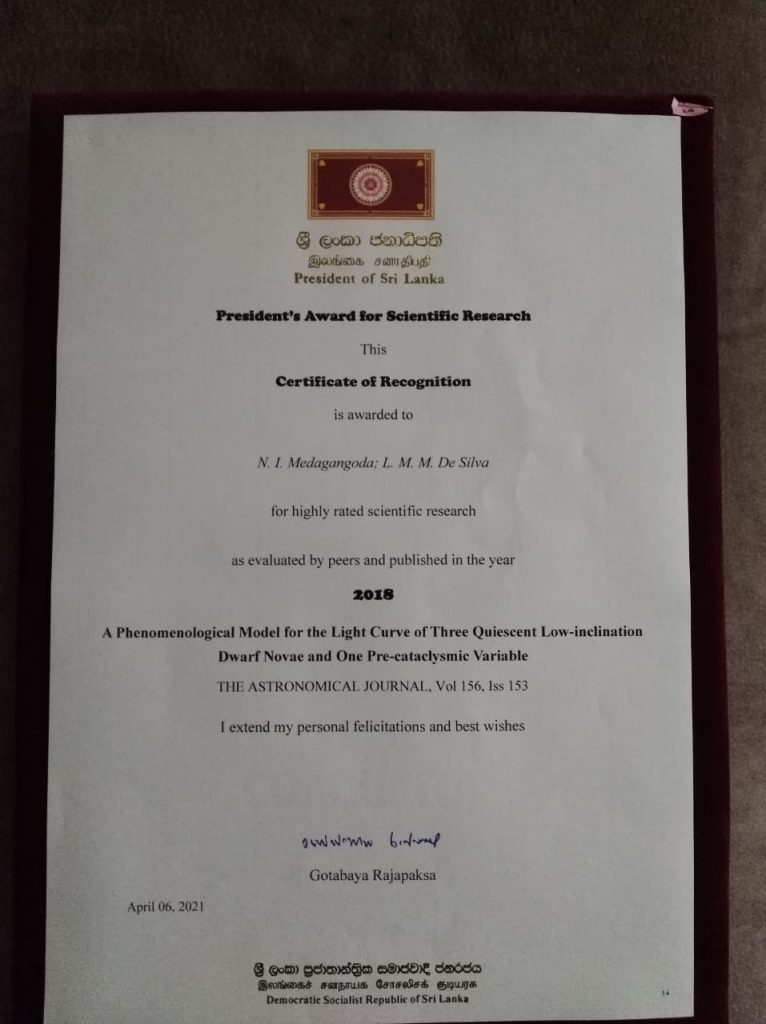 ශ්‍රී ලංකා ජනාධිපති
இலங்கை சனாதிபதி
President of Sri Lanka
President's Award for Scientific Research
This
Certificate of Recognition
is awarded to
N. I. Medagangoda; L. M. M. De Silva
for highly rated scientific research
as evaluated by peers and published in the year
2018
A Phenomenological Model for the Light Curve of Three Quiescent Low-inclination
Dwarf Novae and One Pre-cataclysmic Variable
THE ASTRONOMICAL JOURNAL, Vol 156, Iss 153
I extend my personal felicitations and best wishes
Gotabaya Rajapaksa
April 06, 2021
ශ්‍රී ලංකා ප්‍රජාතාන්ත්‍රික සමාජවාදී ජනරජය
இலங்கைச் சனநாயக சோசலிசக் குடியரசு
Democratic Socialist Republic of Sri Lanka
14